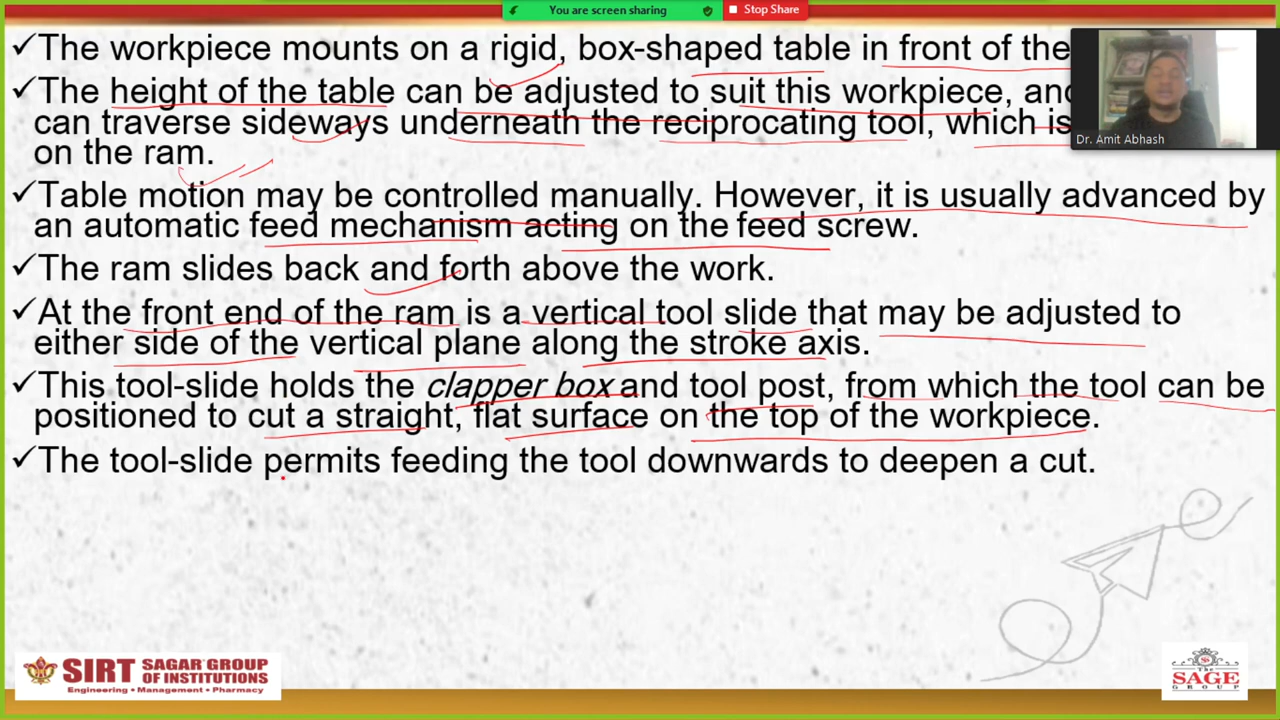 You are screen sharing
Stop Share
✓The workpiece mounts on a rigid, box-shaped table in front of the
✓The height of the table can be adjusted to suit this workpiece, and
can traverse sideways underneath the reciprocating tool, which is
on the ram.
Dr. Amit Abhash
✓Table motion may be controlled manually. However, it is usually advanced by
an automatic feed mechanism acting on the feed screw.
✓The ram slides back and forth above the work.
✓At the front end of the ram is a vertical tool slide that may be adjusted to
either side of the vertical plane along the stroke axis.
✓This tool-slide holds the clapper box and tool post, from which the tool can be
positioned to cut a straight, flat surface on the top of the workpiece.
✓The tool-slide permits feeding the tool downwards to deepen a cut.
SIRT SAGAR GROUP
OF INSTITUTIONS
Engineering • Management • Pharmacy
The
SAGE
GROUP